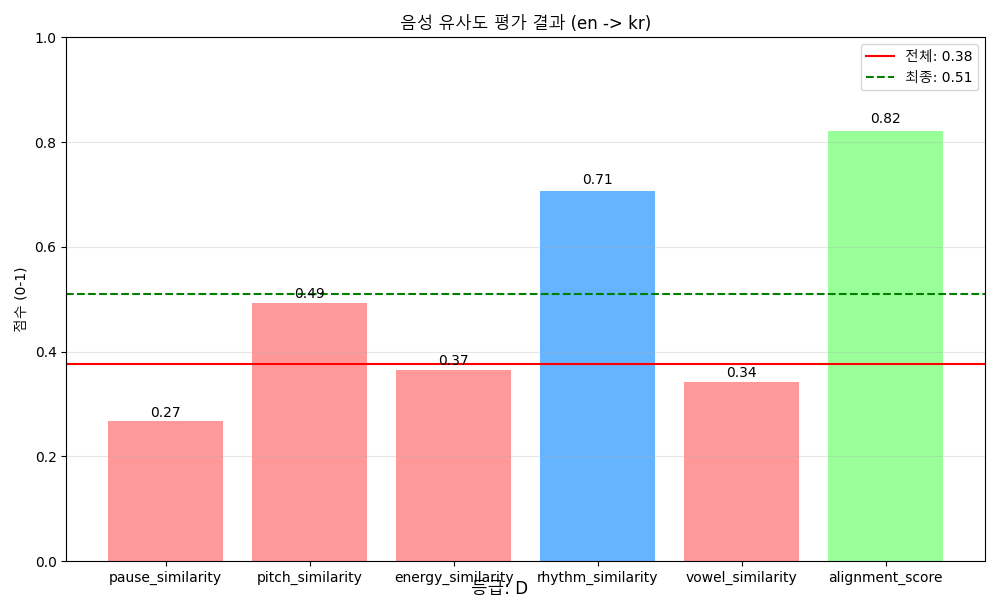 음성 유사도 평가 결과 (en -> kr)
전체: 0.38
최종: 0.51
점수 (0-1)
1.0
0.8
0.6
0.4
0.2
0.0
0.27
0.49
0.37
0.71
0.34
0.82
pause_similarity
pitch_similarity
energy_similarity
rhythm_similarity
vowel_similarity
alignment_score
등급: D